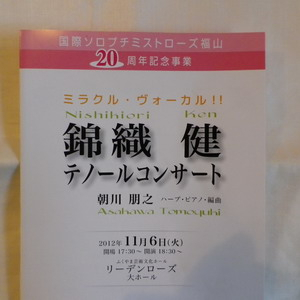 国際ソロプチミストローズ福山
20周年記念事業
ミラクル・ヴォーカル!!
Nishikiori Ken
錦織 健
テノールコンサート
朝川 朋之 ハープ・ピアノ・編曲
Asakawa Tomoyuki
2012年 11月6日(火)
開場 17:30～ 開演 18:30～
ふくやま芸術文化ホール
リーデンローズ
大ホール